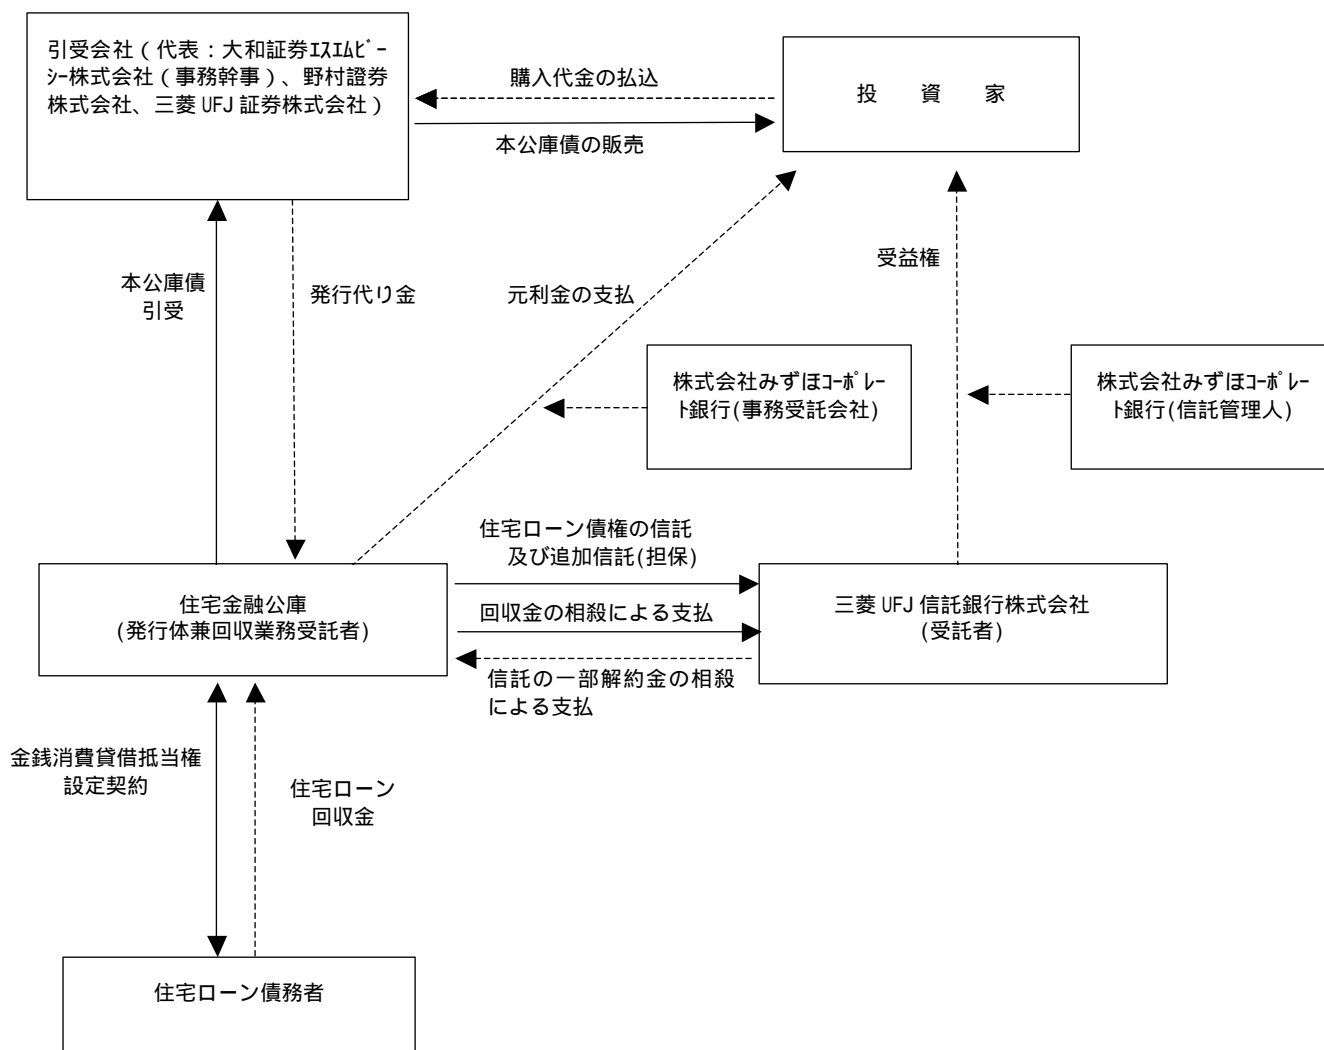 引受会社(代表:大和証券ｴｽｴﾑﾋﾞｰ
ｼｰ株式会社(事務幹事)、野村證券
株式会社、三菱UFJ証券株式会社)
購入代金の払込
投　資　家
本公庫債の販売
本公庫債
引受
発行代り金
元利金の支払
受益権
株式会社みずほｺｰﾎﾟﾚｰ
ﾄ銀行(事務受託会社)
株式会社みずほｺｰﾎﾟﾚｰ
ﾄ銀行(信託管理人)
住宅ローン債権の信託
及び追加信託(担保)
住宅金融公庫
(発行体兼回収業務受託者)
回収金の相殺による支払
三菱UFJ信託銀行株式会社
(受託者)
信託の一部解約金の相殺
による支払
金銭消費貸借抵当権
設定契約
住宅ローン
回収金
住宅ローン債務者